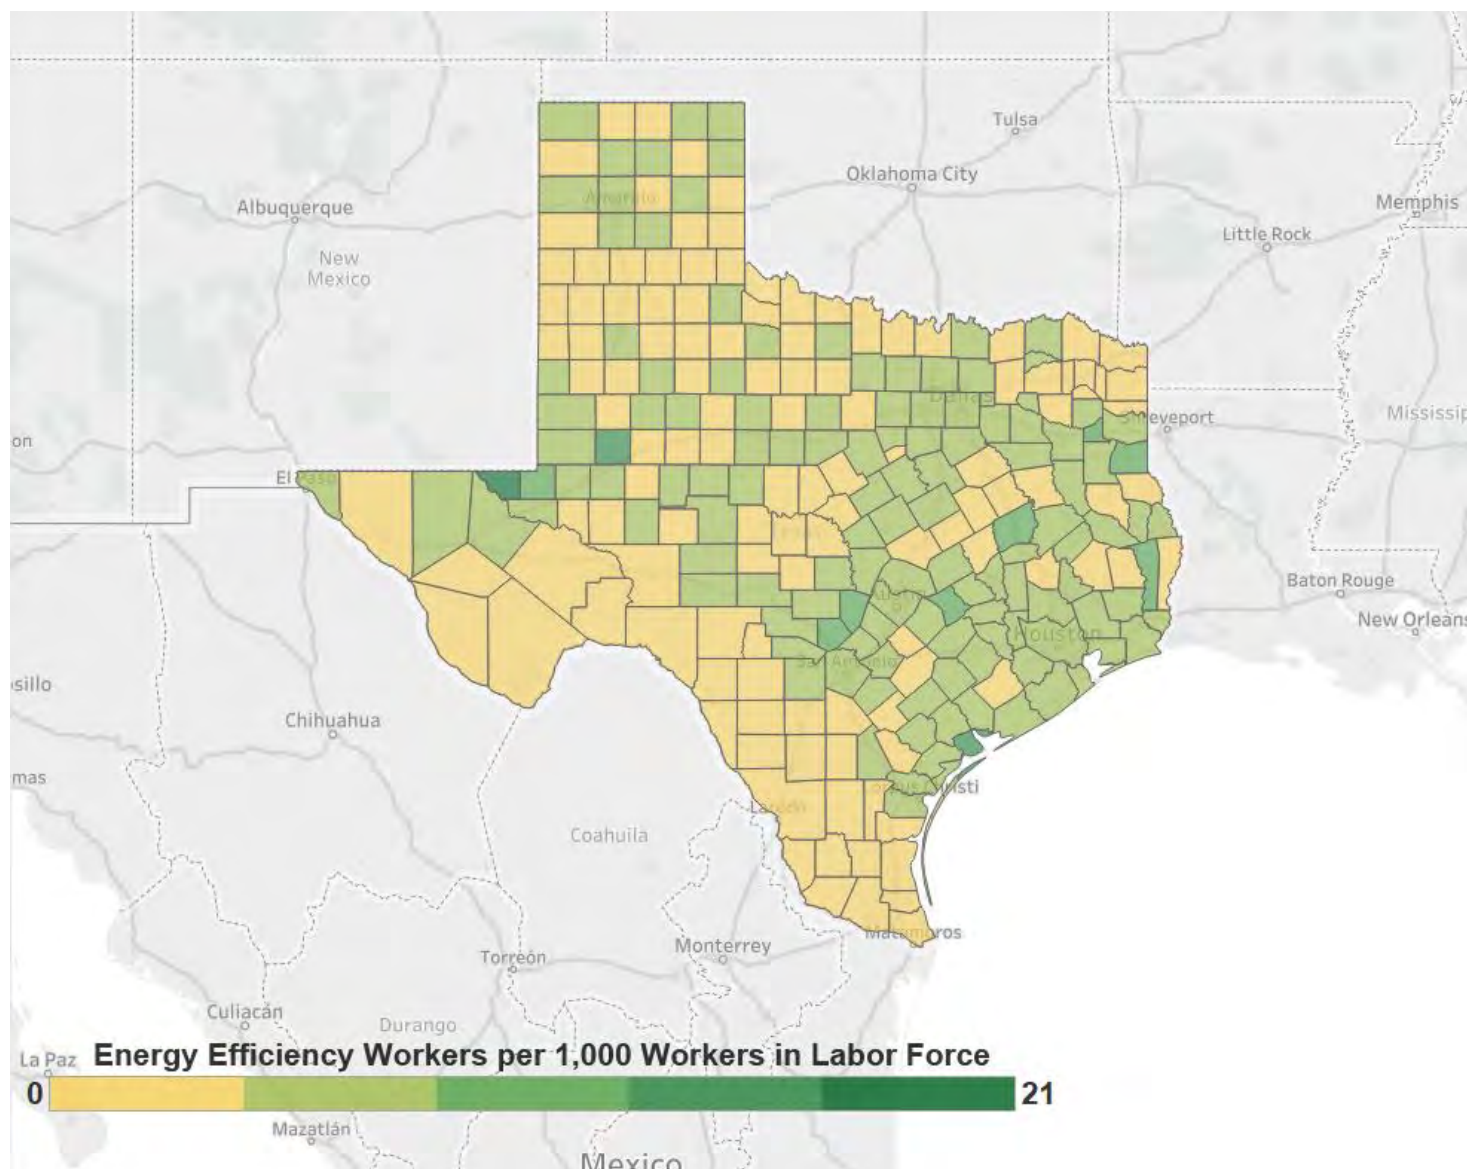 Tulsa
Oklahoma City
Memphis
Albuquerque
Amarillo
Little Rock
New
Mexico
Dallas
Shreveport
Mississip
on
El Paso
Baton Rouge
Austin
New Orleans
Houston
San Antonio
sillo
Chihuahua
mas
Corpus Christi
Laredo
Coahuila
Matamoros
Monterrey
Torreón
Culiacán
Durango
La Paz
Energy Efficiency Workers per 1,000 Workers in Labor Force
0
21
Mazatlán
Mexico